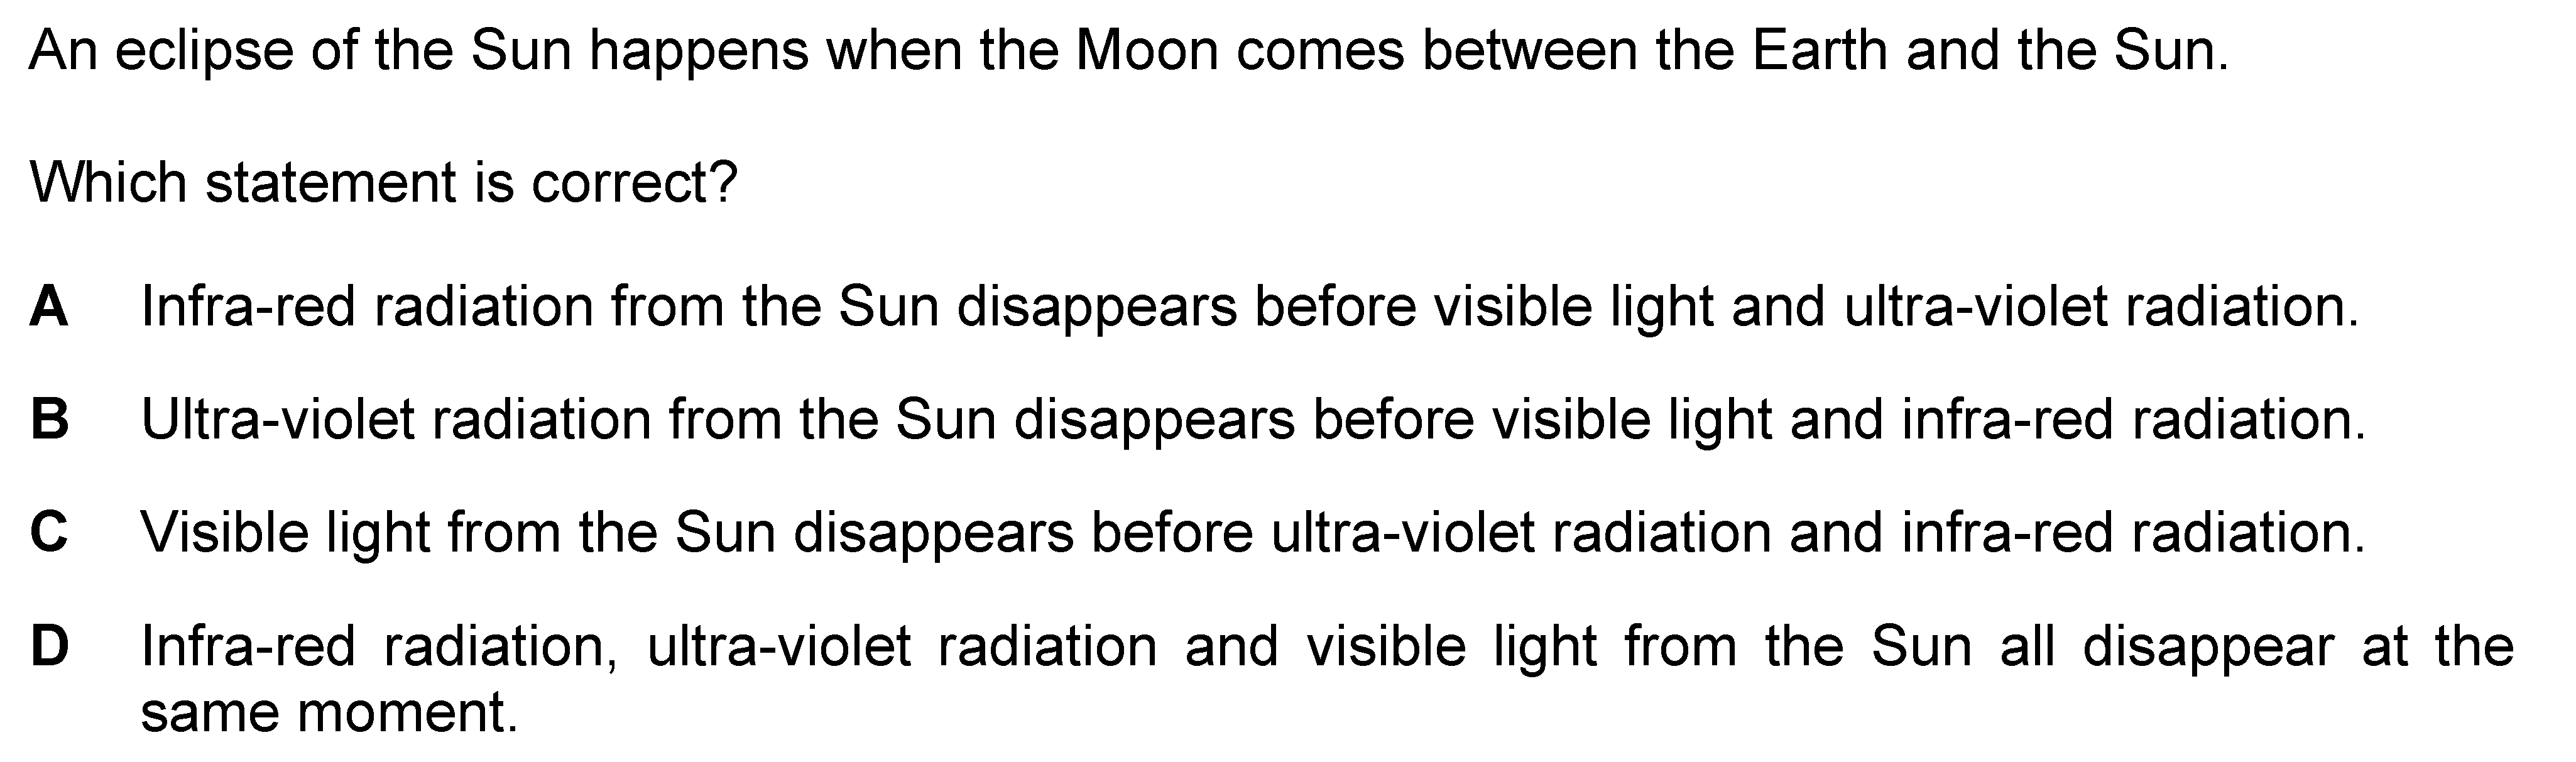 An eclipse of the Sun happens when the Moon comes between the Earth and the Sun.
Which statement is correct?
A Infra-red radiation from the Sun disappears before visible light and ultra-violet radiation.
B Ultra-violet radiation from the Sun disappears before visible light and infra-red radiation.
C Visible light from the Sun disappears before ultra-violet radiation and infra-red radiation.
D Infra-red radiation, ultra-violet radiation and visible light from the Sun all disappear at the
same moment.